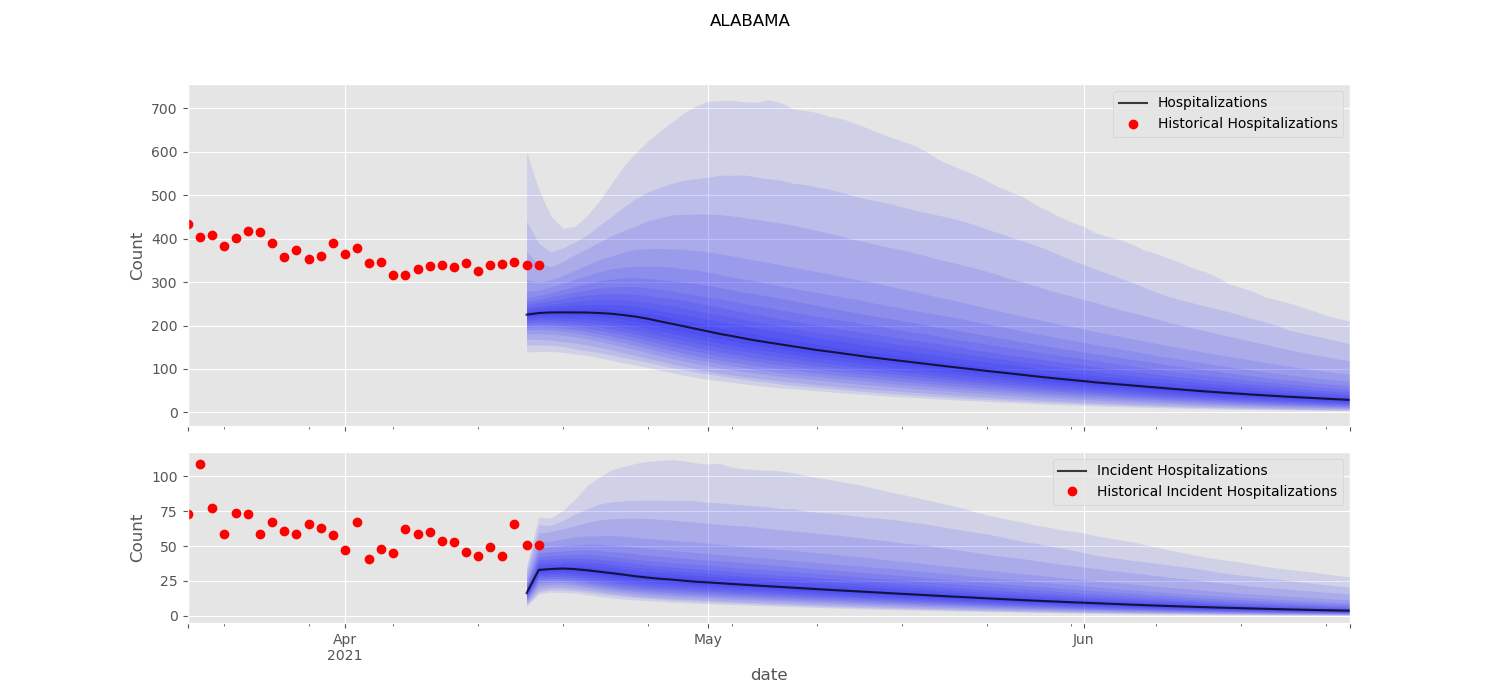 ALABAMA
700
600
500
400
300
200
100
0
Count
Hospitalizations
Historical Hospitalizations
100
75
50
25
0
Count
Incident Hospitalizations
Historical Incident Hospitalizations
Apr
2021
May
Jun
date